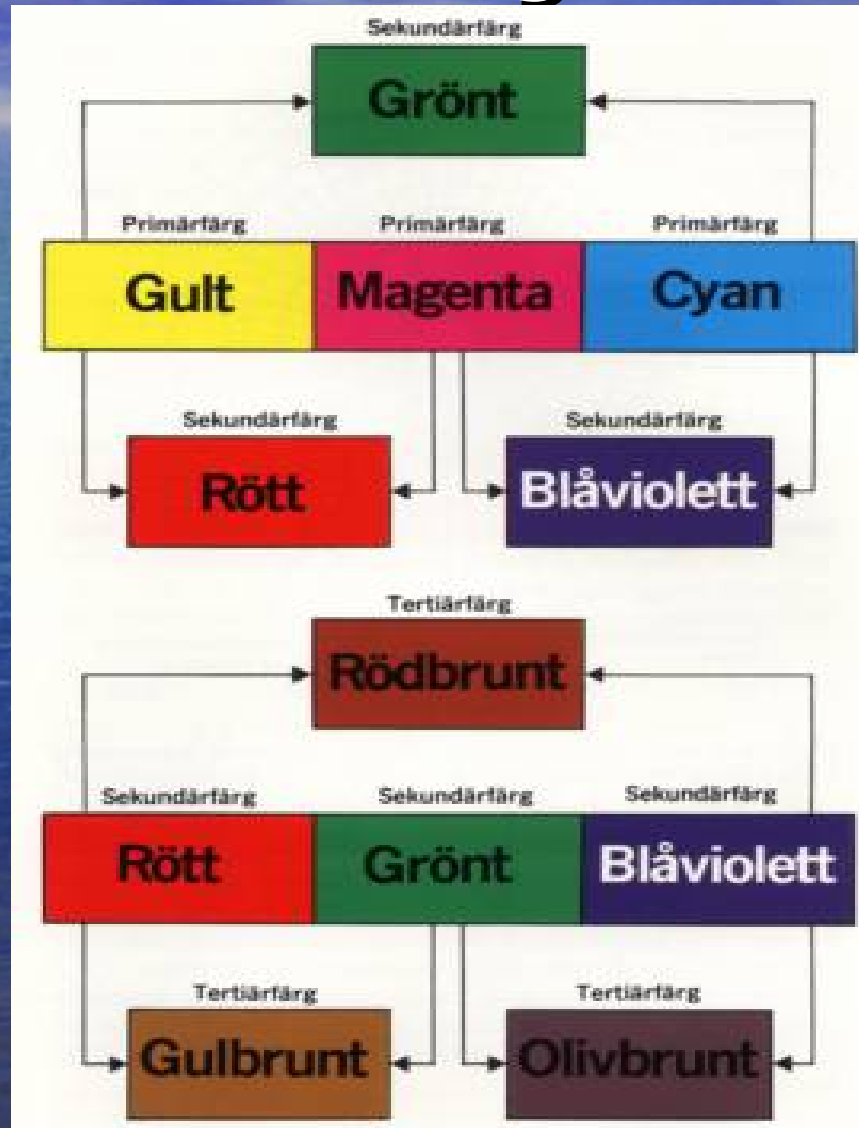 Sekundärfärg
Grönt
Primärfärg Primärfärg Primärfärg
Gult Magenta Cyan
Sekundärfärg Sekundärfärg
Rött Blåviolett
Tertiärfärg
Rödbrunt
Sekundärfärg Sekundärfärg Sekundärfärg
Rött Grönt Blåviolett
Tertiärfärg Tertiärfärg
Gulbrunt Olivbrunt